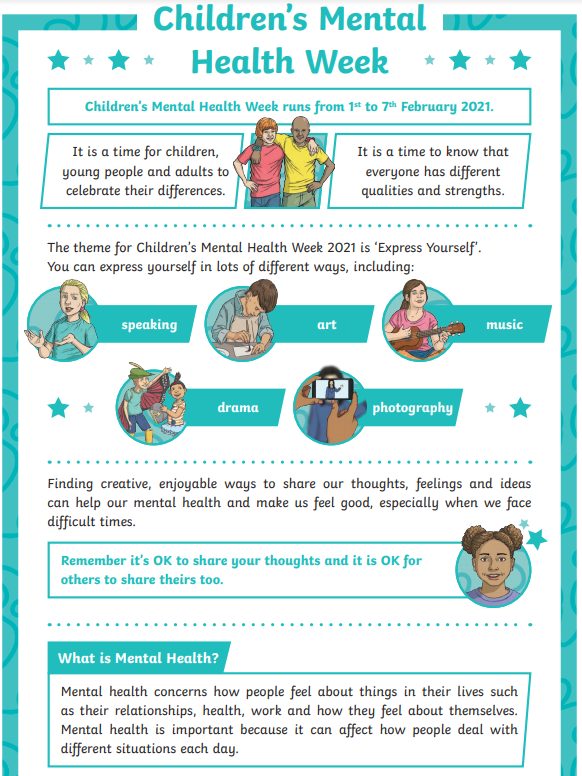 Children's Mental
Health Week
Children's Mental Health Week runs from 1st to 7th February 2021.
It is a time for children,
young people and adults to
celebrate their differences.
It is a time to know that
everyone has different
qualities and strengths.
The theme for Children's Mental Health Week 2021 is 'Express Yourself'.
You can express yourself in lots of different ways, including:
speaking
art
music
drama
photography
Finding creative, enjoyable ways to share our thoughts, feelings and ideas
can help our mental health and make us feel good, especially when we face
difficult times.
Remember it's OK to share your thoughts and it is OK for
others to share theirs too.
What is Mental Health?
Mental health concerns how people feel about things in their lives such
as their relationships, health, work and how they feel about themselves.
Mental health is important because it can affect how people deal with
different situations each day.